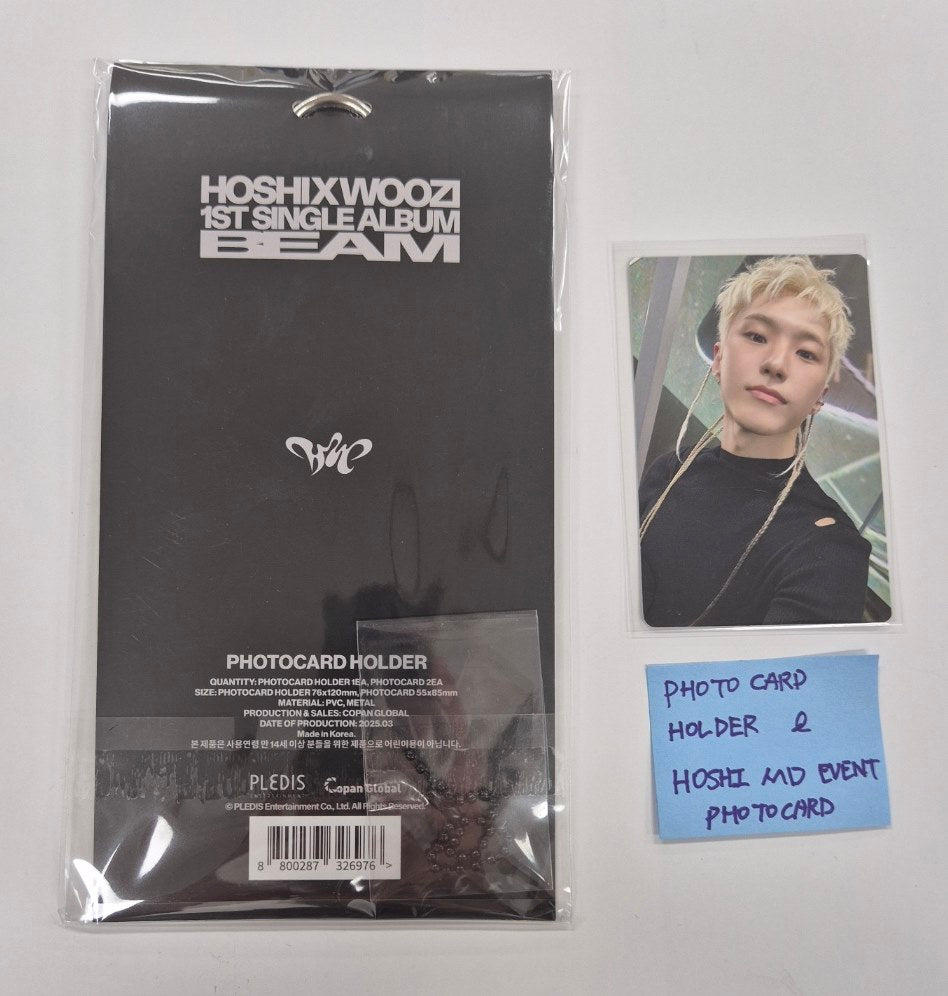 HOSHI X WOOZI
1ST SINGLE ALBUM
BEAM
PHOTOCARD HOLDER
QUANTITY: PHOTOCARD HOLDER 1EA, PHOTOCARD 2EA
SIZE: PHOTOCARD HOLDER 76x120mm, PHOTOCARD 55x85mm
MATERIAL: PVC, METAL
PRODUCTION & SALES: COPAN GLOBAL
DATE OF PRODUCTION: 2025.03
Made in Korea.
본 제품은 사용연령 만 14세 이상 분들을 위한 제품으로 어린이용이 아닙니다.
PLEDIS Copan Global
ENTERTAINMENT
© PLEDIS Entertainment Co., Ltd. All Rights Reserved.
8 800287 326976 >
PHOTO CARD
HOLDER &
HOSHI MD EVENT
PHOTOCARD